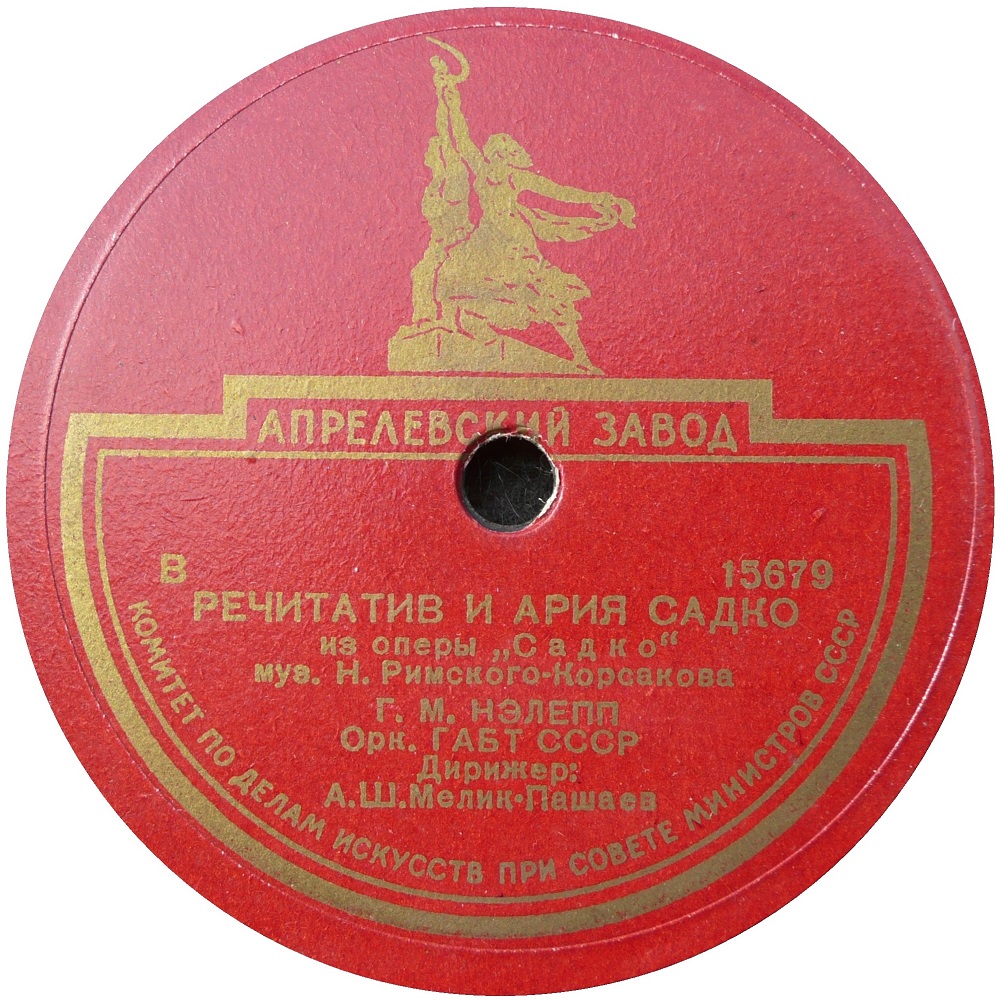 АПРЕЛЕВСКИЙ ЗАВОД
В 15679
РЕЧИТАТИВ И АРИЯ САДКО
из оперы „Садко“
муз. Н. Римского-Корсакова
Г. М. НЭЛЕПП
Орк. ГАБТ СССР
Дирижер:
А.Ш.Мелик-Пашаев
КОМИТЕТ ПО ДЕЛАМ ИСКУССТВ ПРИ СОВЕТЕ МИНИСТРОВ СССР